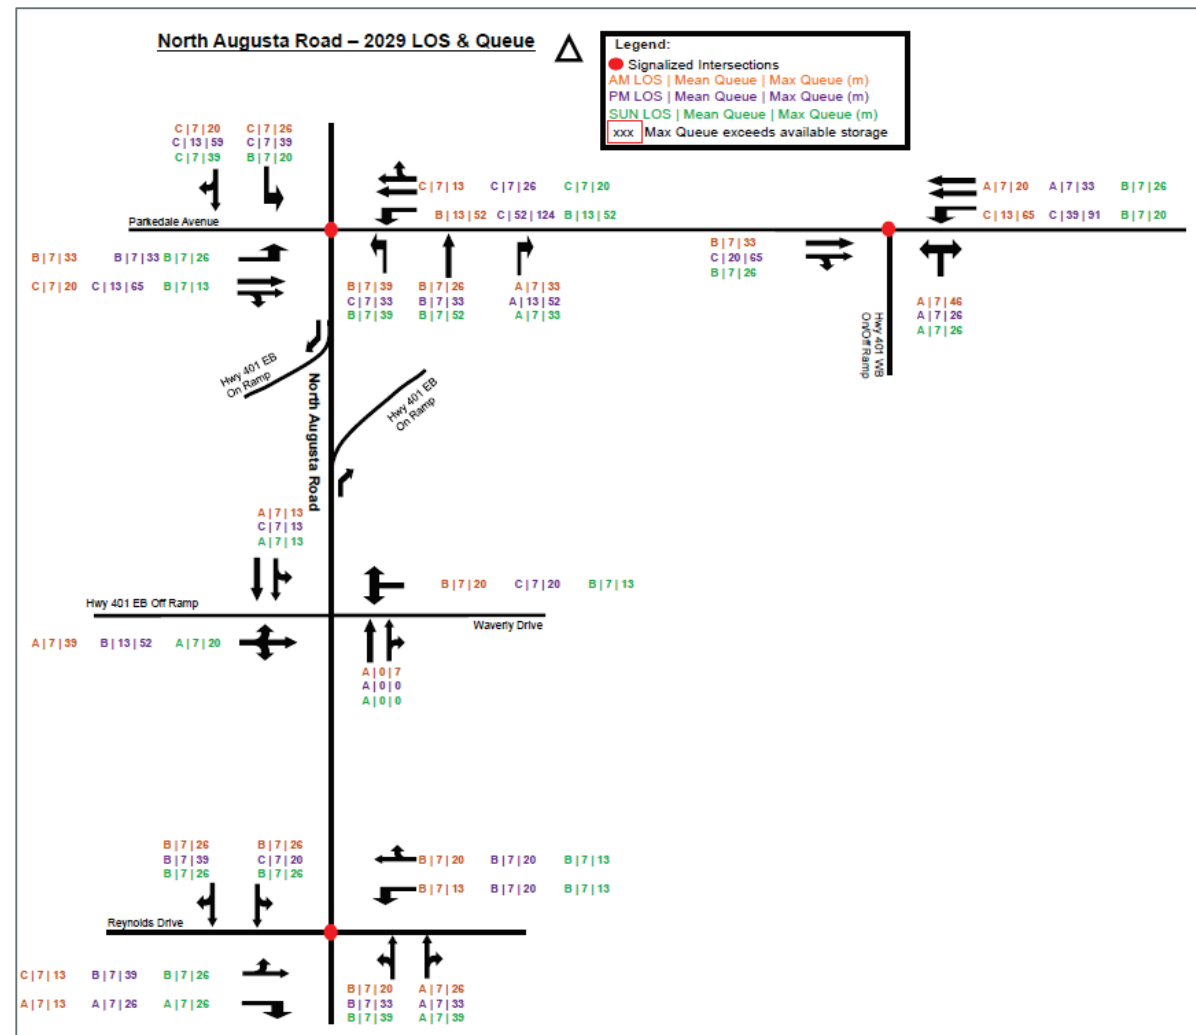 North Augusta Road – 2029 LOS & Queue
Legend:
Signalized Intersections
AM LOS | Mean Queue | Max Queue (m)
PM LOS | Mean Queue | Max Queue (m)
SUN LOS | Mean Queue | Max Queue (m)
xxx Max Queue exceeds available storage
C | 7 | 20 C | 7 | 26
C | 13 | 59 C | 7 | 39
C | 7 | 39 B | 7 | 20
C | 7 | 13 C | 7 | 26 C | 7 | 20
A | 7 | 20 A | 7 | 33 B | 7 | 26
B | 13 | 52 C | 52 | 124 B | 13 | 52
C | 13 | 65 C | 39 | 91 B | 7 | 20
Parkedale Avenue
B | 7 | 33 B | 7 | 33 B | 7 | 26
C | 7 | 20 C | 13 | 65 B | 7 | 13
B | 7 | 33
C | 20 | 65
B | 7 | 26
B | 7 | 39 B | 7 | 26 A | 7 | 33
C | 7 | 33 B | 7 | 33 A | 13 | 52
B | 7 | 39 B | 7 | 52 A | 7 | 33
A | 7 | 46
A | 7 | 26
A | 7 | 26
Hwy 401 WB
On/Off Ramp
Hwy 401 EB
On Ramp
Hwy 401 EB
On Ramp
North Augusta Road
A | 7 | 13
C | 7 | 13
A | 7 | 13
B | 7 | 20 C | 7 | 20 B | 7 | 13
Hwy 401 EB Off Ramp
Waverly Drive
A | 7 | 39 B | 13 | 52 A | 7 | 20
A | 0 | 7
A | 0 | 0
A | 0 | 0
B | 7 | 26 B | 7 | 26
B | 7 | 39 C | 7 | 20
B | 7 | 26 B | 7 | 26
B | 7 | 20 B | 7 | 20 B | 7 | 13
B | 7 | 13 B | 7 | 20 B | 7 | 13
Reynolds Drive
C | 7 | 13 B | 7 | 39 B | 7 | 26
A | 7 | 13 A | 7 | 26 A | 7 | 26
B | 7 | 20 A | 7 | 26
B | 7 | 33 A | 7 | 33
B | 7 | 39 A | 7 | 39